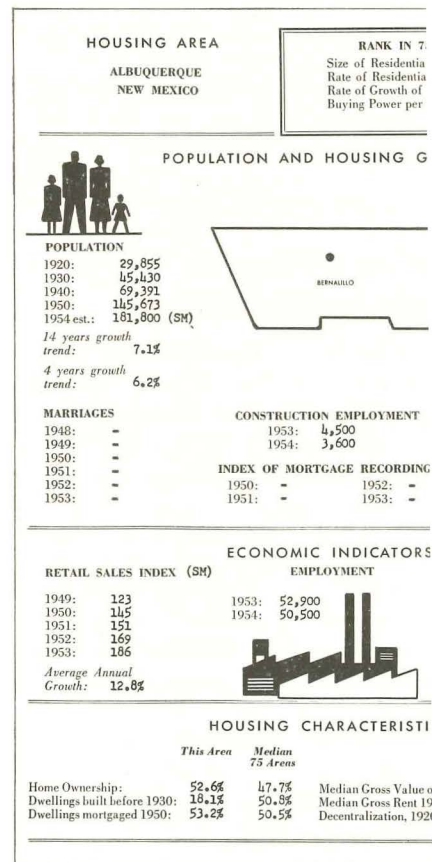 HOUSING AREA
ALBUQUERQUE
NEW MEXICO
RANK IN 7
Size of Residentia
Rate of Residentia
Rate of Growth of
Buying Power per
POPULATION AND HOUSING G
BERNALILLO
POPULATION
1920: 29,855
1930: 45,430
1940: 69,391
1950: 145,673
1954 est.: 181,800 (SM)
14 years growth
trend: 7.1%
4 years growth
trend: 6.2%
MARRIAGES
1948: -
1949: -
1950: -
1951: -
1952: -
1953: -
CONSTRUCTION EMPLOYMENT
1953: 4,500
1954: 3,600
INDEX OF MORTGAGE RECORDING
1950: - 1952: -
1951: - 1953: -
ECONOMIC INDICATORS
RETAIL SALES INDEX (SM)
1949: 123
1950: 145
1951: 151
1952: 169
1953: 186
Average Annual
Growth: 12.8%
EMPLOYMENT
1953: 52,900
1954: 50,500
HOUSING CHARACTERISTI
This Area Median
75 Areas
Home Ownership: 52.6% 47.7% Median Gross Value o
Dwellings built before 1930: 18.1% 50.8% Median Gross Rent 19
Dwellings mortgaged 1950: 53.2% 50.5% Decentralization, 192